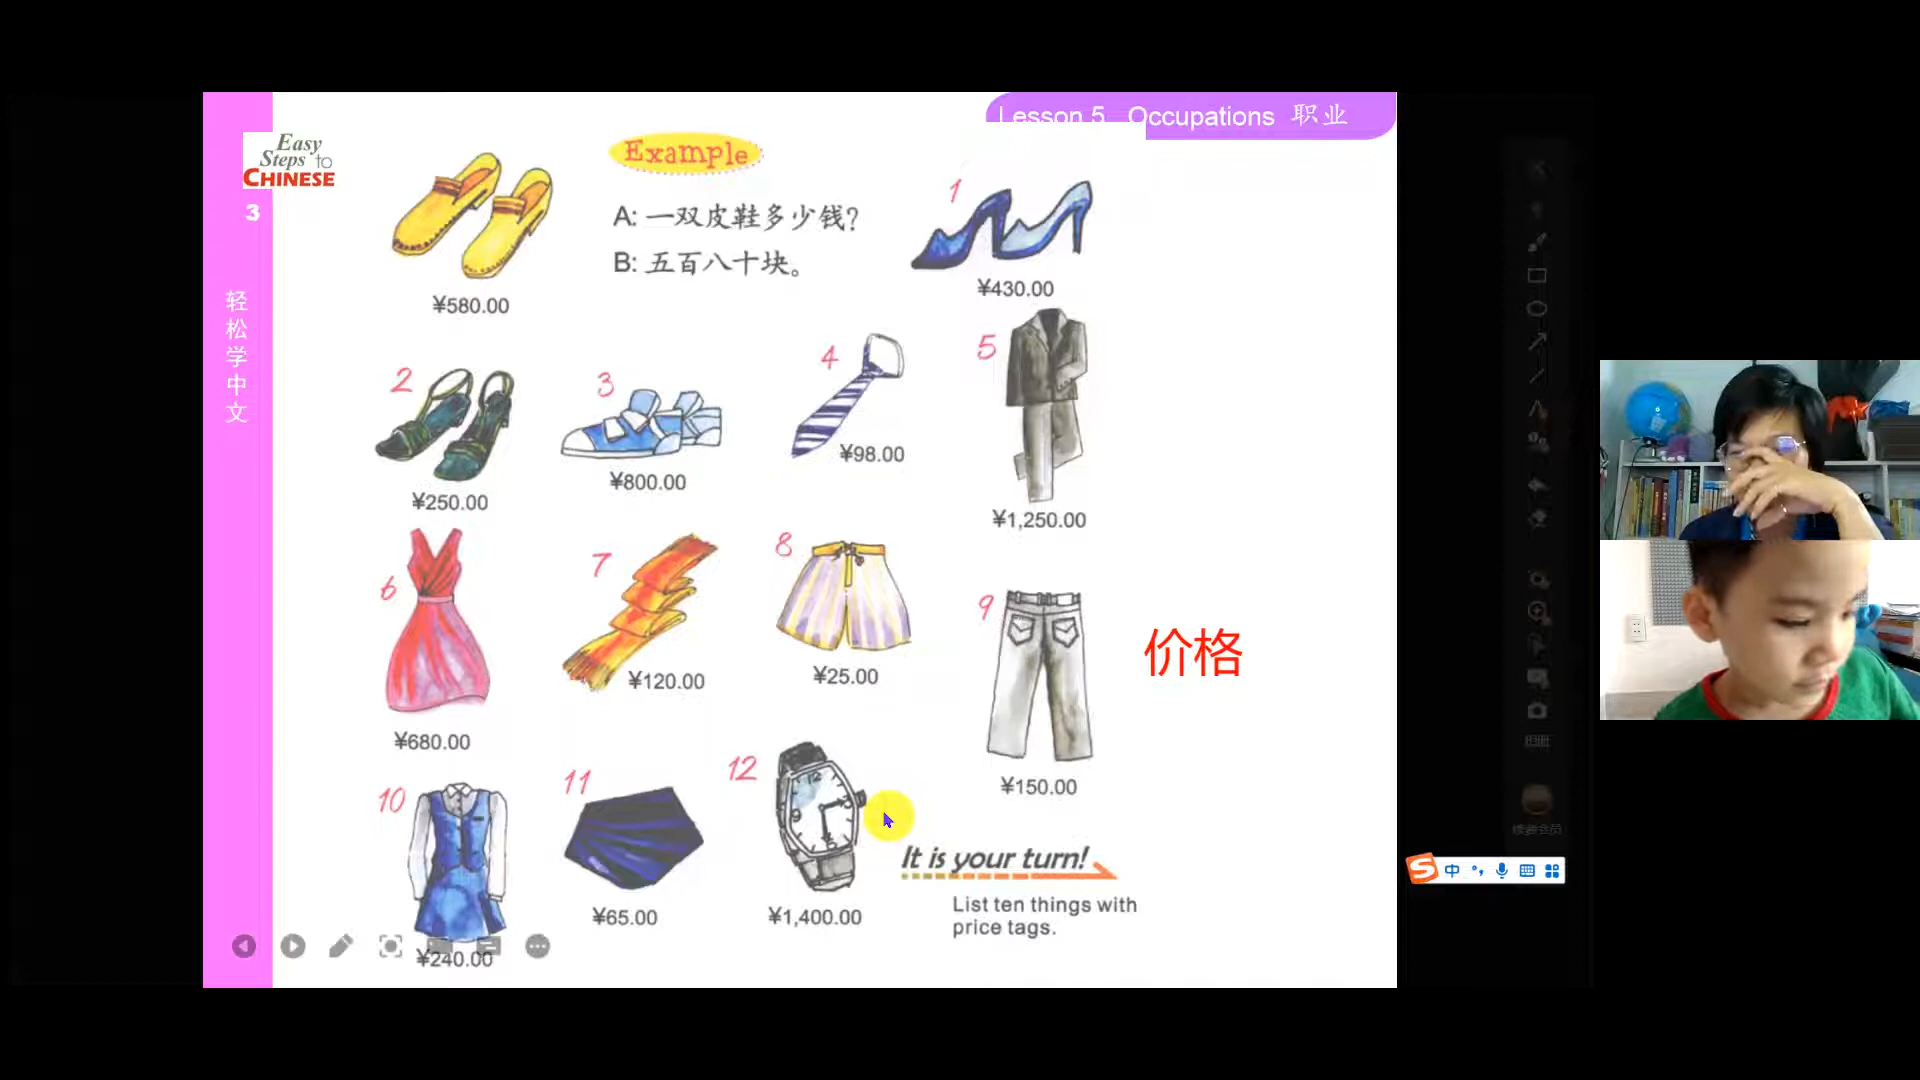 Lesson 5 Occupations 职业
Easy
Steps to
CHINESE
3
轻松学中文
Example
A: 一双皮鞋多少钱?
B: 五百八十块。
¥580.00
1
¥430.00
2
¥250.00
3
¥800.00
4
¥98.00
5
¥1,250.00
6
¥680.00
7
¥120.00
8
¥25.00
9
¥150.00
价格
10
¥240.00
11
¥65.00
12
¥1,400.00
It is your turn!
List ten things with
price tags.
S 中